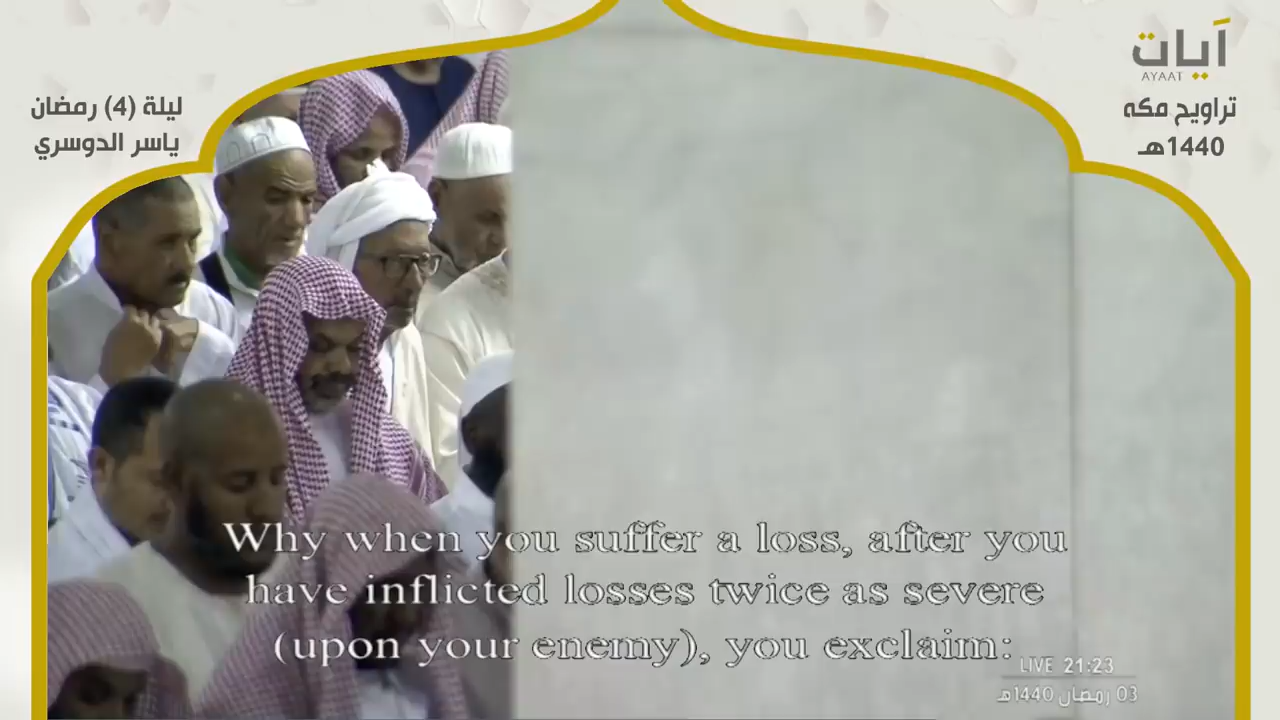 آيات
AYAAT
تراويح مكه
1440هـ
ليلة (4) رمضان
ياسر الدوسري
Why when you suffer a loss, after you
have inflicted losses twice as severe
(upon your enemy), you exclaim:
LIVE 21:23
03 رمضان 1440هـ